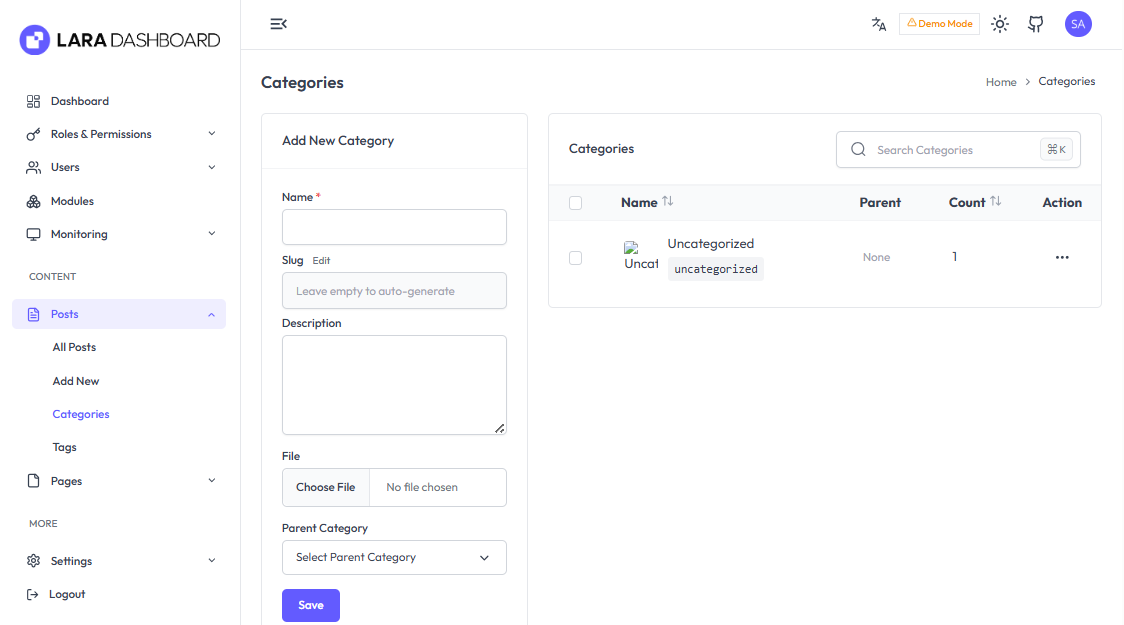 LARA DASHBOARD
Dashboard
Roles & Permissions
Users
Modules
Monitoring
CONTENT
Posts
All Posts
Add New
Categories
Tags
Pages
MORE
Settings
Logout
Demo Mode
SA
Categories
Home > Categories
Add New Category
Name *
Slug Edit
Leave empty to auto-generate
Description
File
Choose File No file chosen
Parent Category
Select Parent Category
Save
Categories
Search Categories ⌘K
Name Parent Count Action
Uncat
Uncategorized
uncategorized
None 1